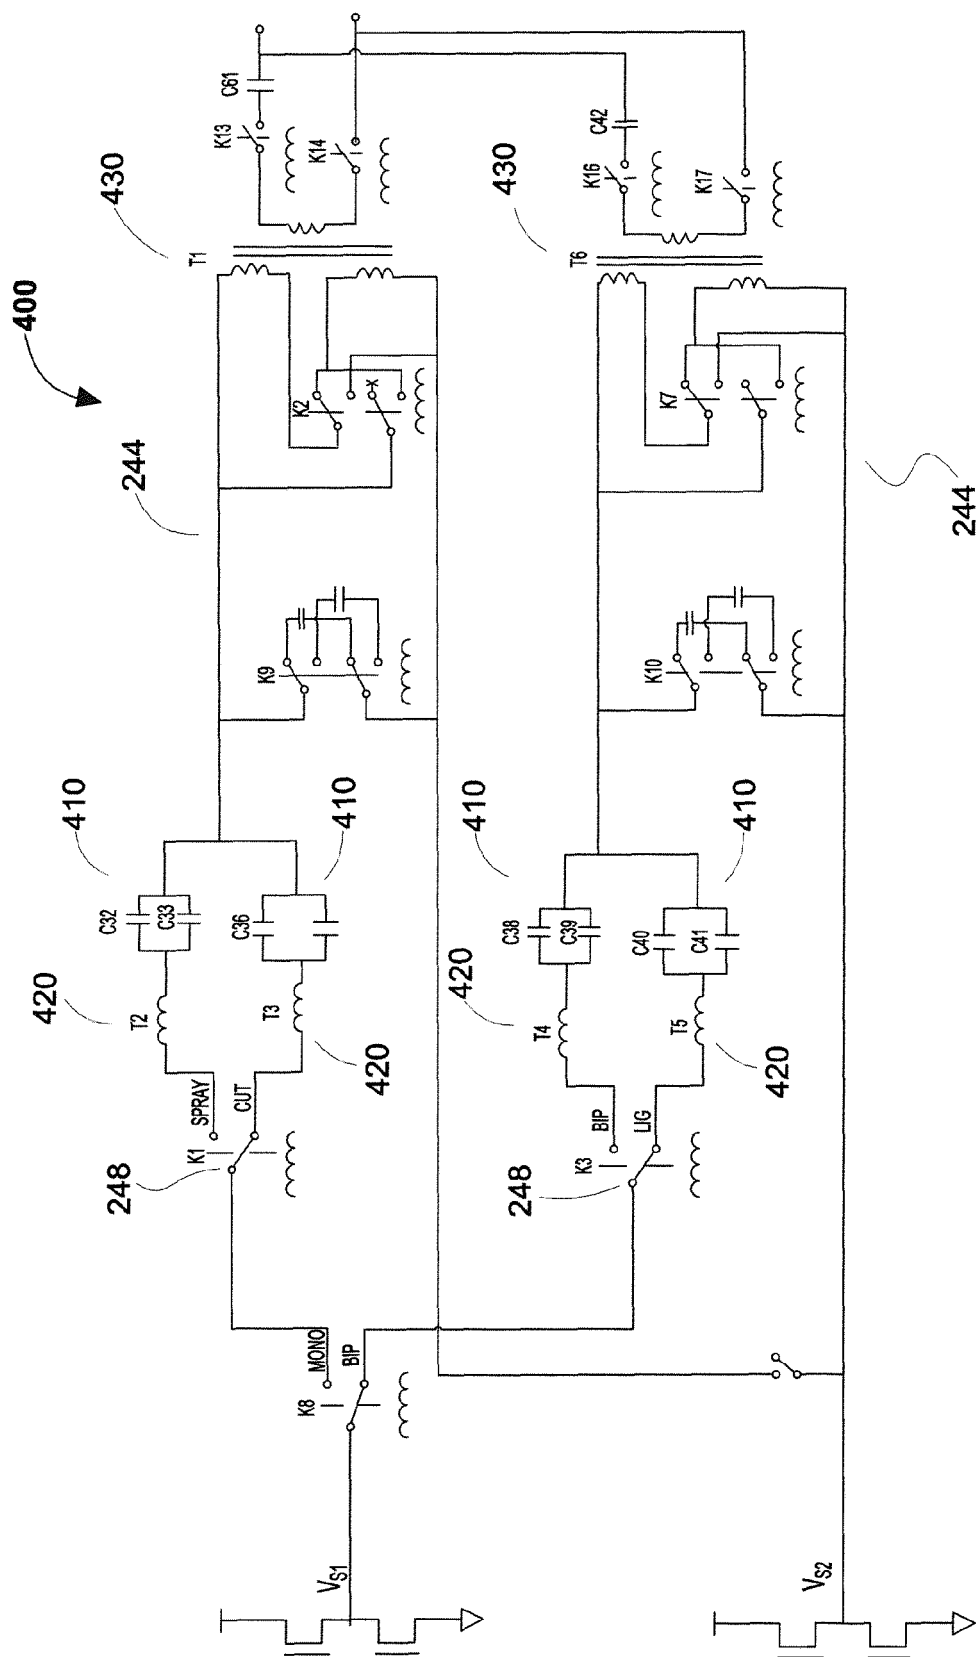 400
244
430
T1
K13
C61
K14
K2
x
K9
410
C32
C33
C36
410
420
T2
T3
420
SPRAY
CUT
K1
248
MONO
BIP
K8
VS1
430
T6
K16
C42
K17
K7
244
K10
410
C38
C39
C40
C41
410
420
T4
T5
420
BIP
LIG
K3
248
VS2